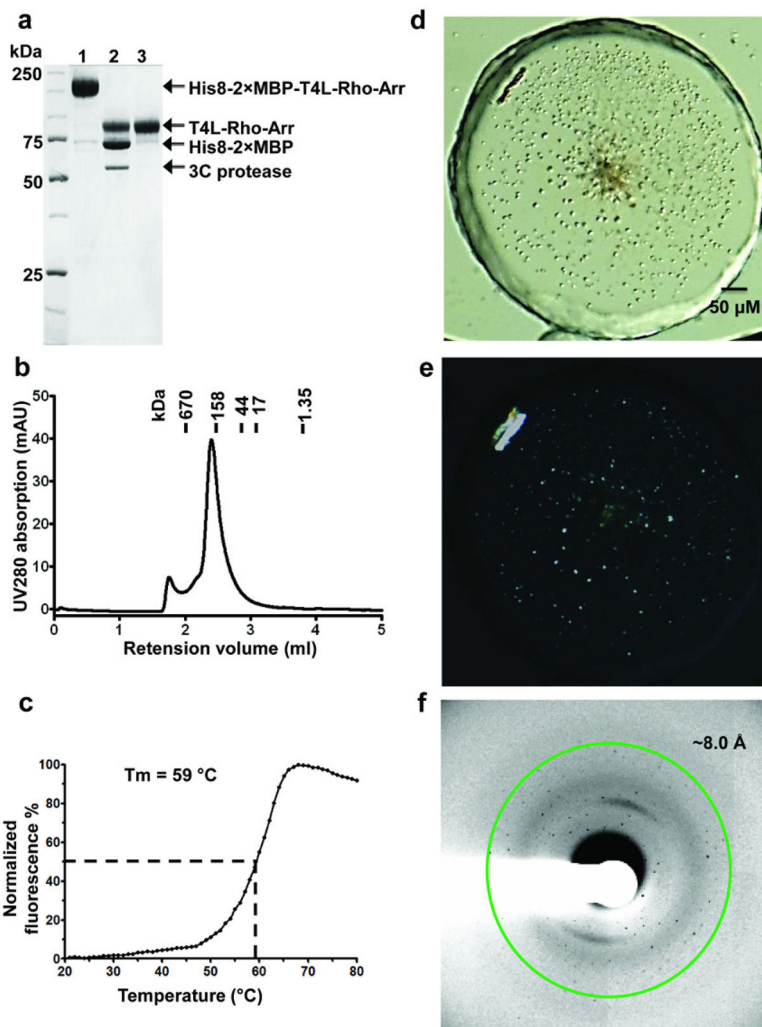 a
kDa
1 2 3
250
75
50
25
His8-2×MBP-T4L-Rho-Arr
T4L-Rho-Arr
His8-2×MBP
3C protease
b
kDa
670
158
44
17
1.35
UV280 absorption (mAU)
50
40
30
20
10
0
0 1 2 3 4 5
Retension volume (ml)
c
Tm = 59 °C
Normalized
fluorescence %
100
80
60
40
20
0
20 30 40 50 60 70 80
Temperature (°C)
d
50 µM
e
f
~8.0 Å